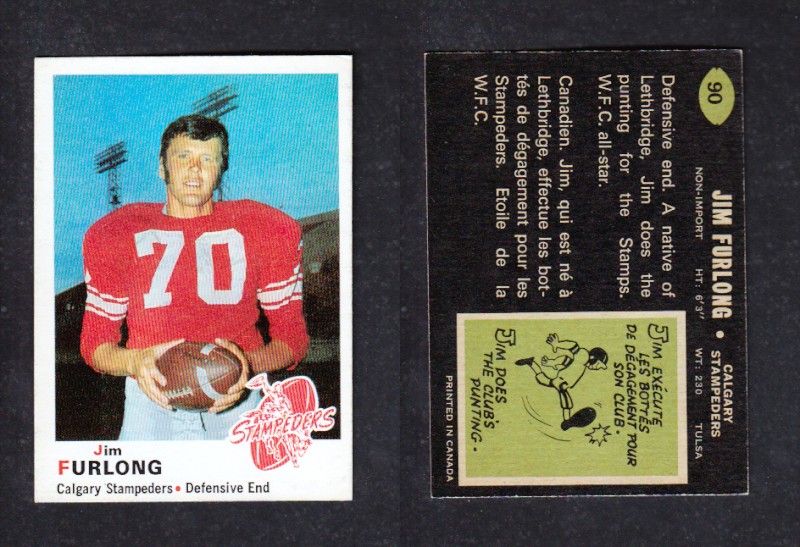 70
STAMPEDERS
Jim
FURLONG
Calgary Stampeders • Defensive End
90
JIM FURLONG • CALGARY
STAMPEDERS
NON-IMPORT HT: 6'3" WT: 230 TULSA
Defensive end. A native of
Lethbridge, Jim does the
punting for the Stamps.
W.F.C. all-star.
Canadien. Jim, qui est né à
Lethbridge, effectue les bot-
tés de dégagement pour les
Stampeders. Etoile de la
W.F.C.
JIM EXÉCUTE
LES BOTTÉS
DE DÉGAGEMENT POUR
SON CLUB
JIM DOES
THE CLUB'S
PUNTING.
PRINTED IN CANADA